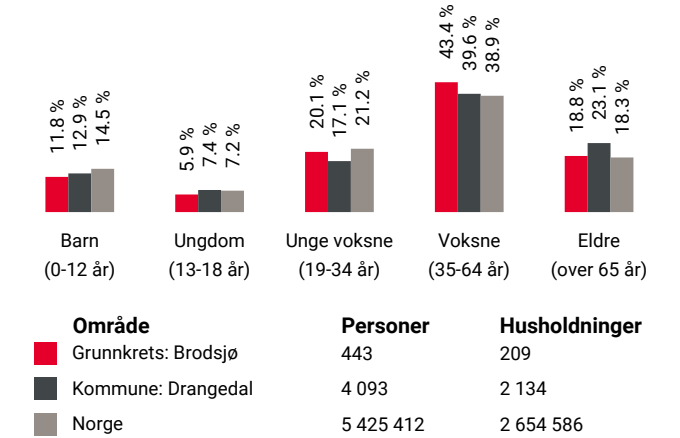 11.8 % 12.9 % 14.5 %
5.9 % 7.4 % 7.2 %
20.1 % 17.1 % 21.2 %
43.4 % 39.6 % 38.9 %
18.8 % 23.1 % 18.3 %
Barn Ungdom Unge voksne Voksne Eldre
(0-12 år) (13-18 år) (19-34 år) (35-64 år) (over 65 år)
Område Personer Husholdninger
Grunnkrets: Brodsjø 443 209
Kommune: Drangedal 4 093 2 134
Norge 5 425 412 2 654 586